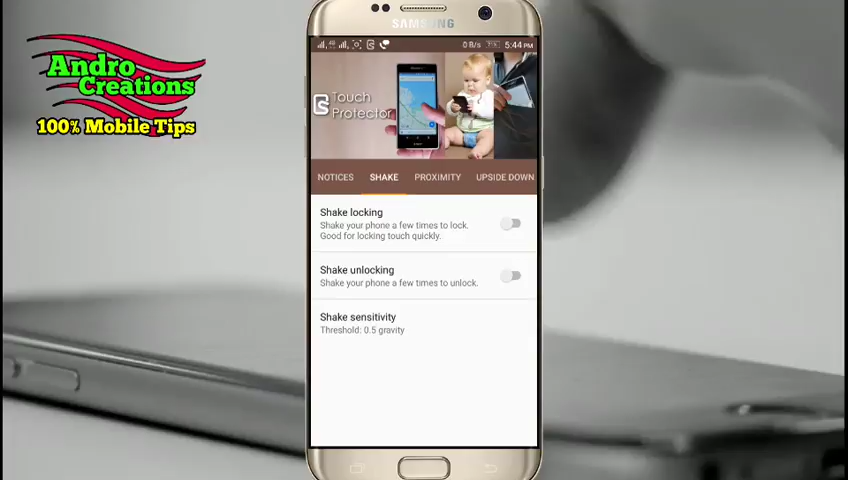 SAMSUNG
Andro
Creations
100% Mobile Tips
0 B/s 5:44 PM
Touch
Protector
NOTICES SHAKE PROXIMITY UPSIDE DOWN
Shake locking
Shake your phone a few times to lock.
Good for locking touch quickly.
Shake unlocking
Shake your phone a few times to unlock.
Shake sensitivity
Threshold: 0.5 gravity